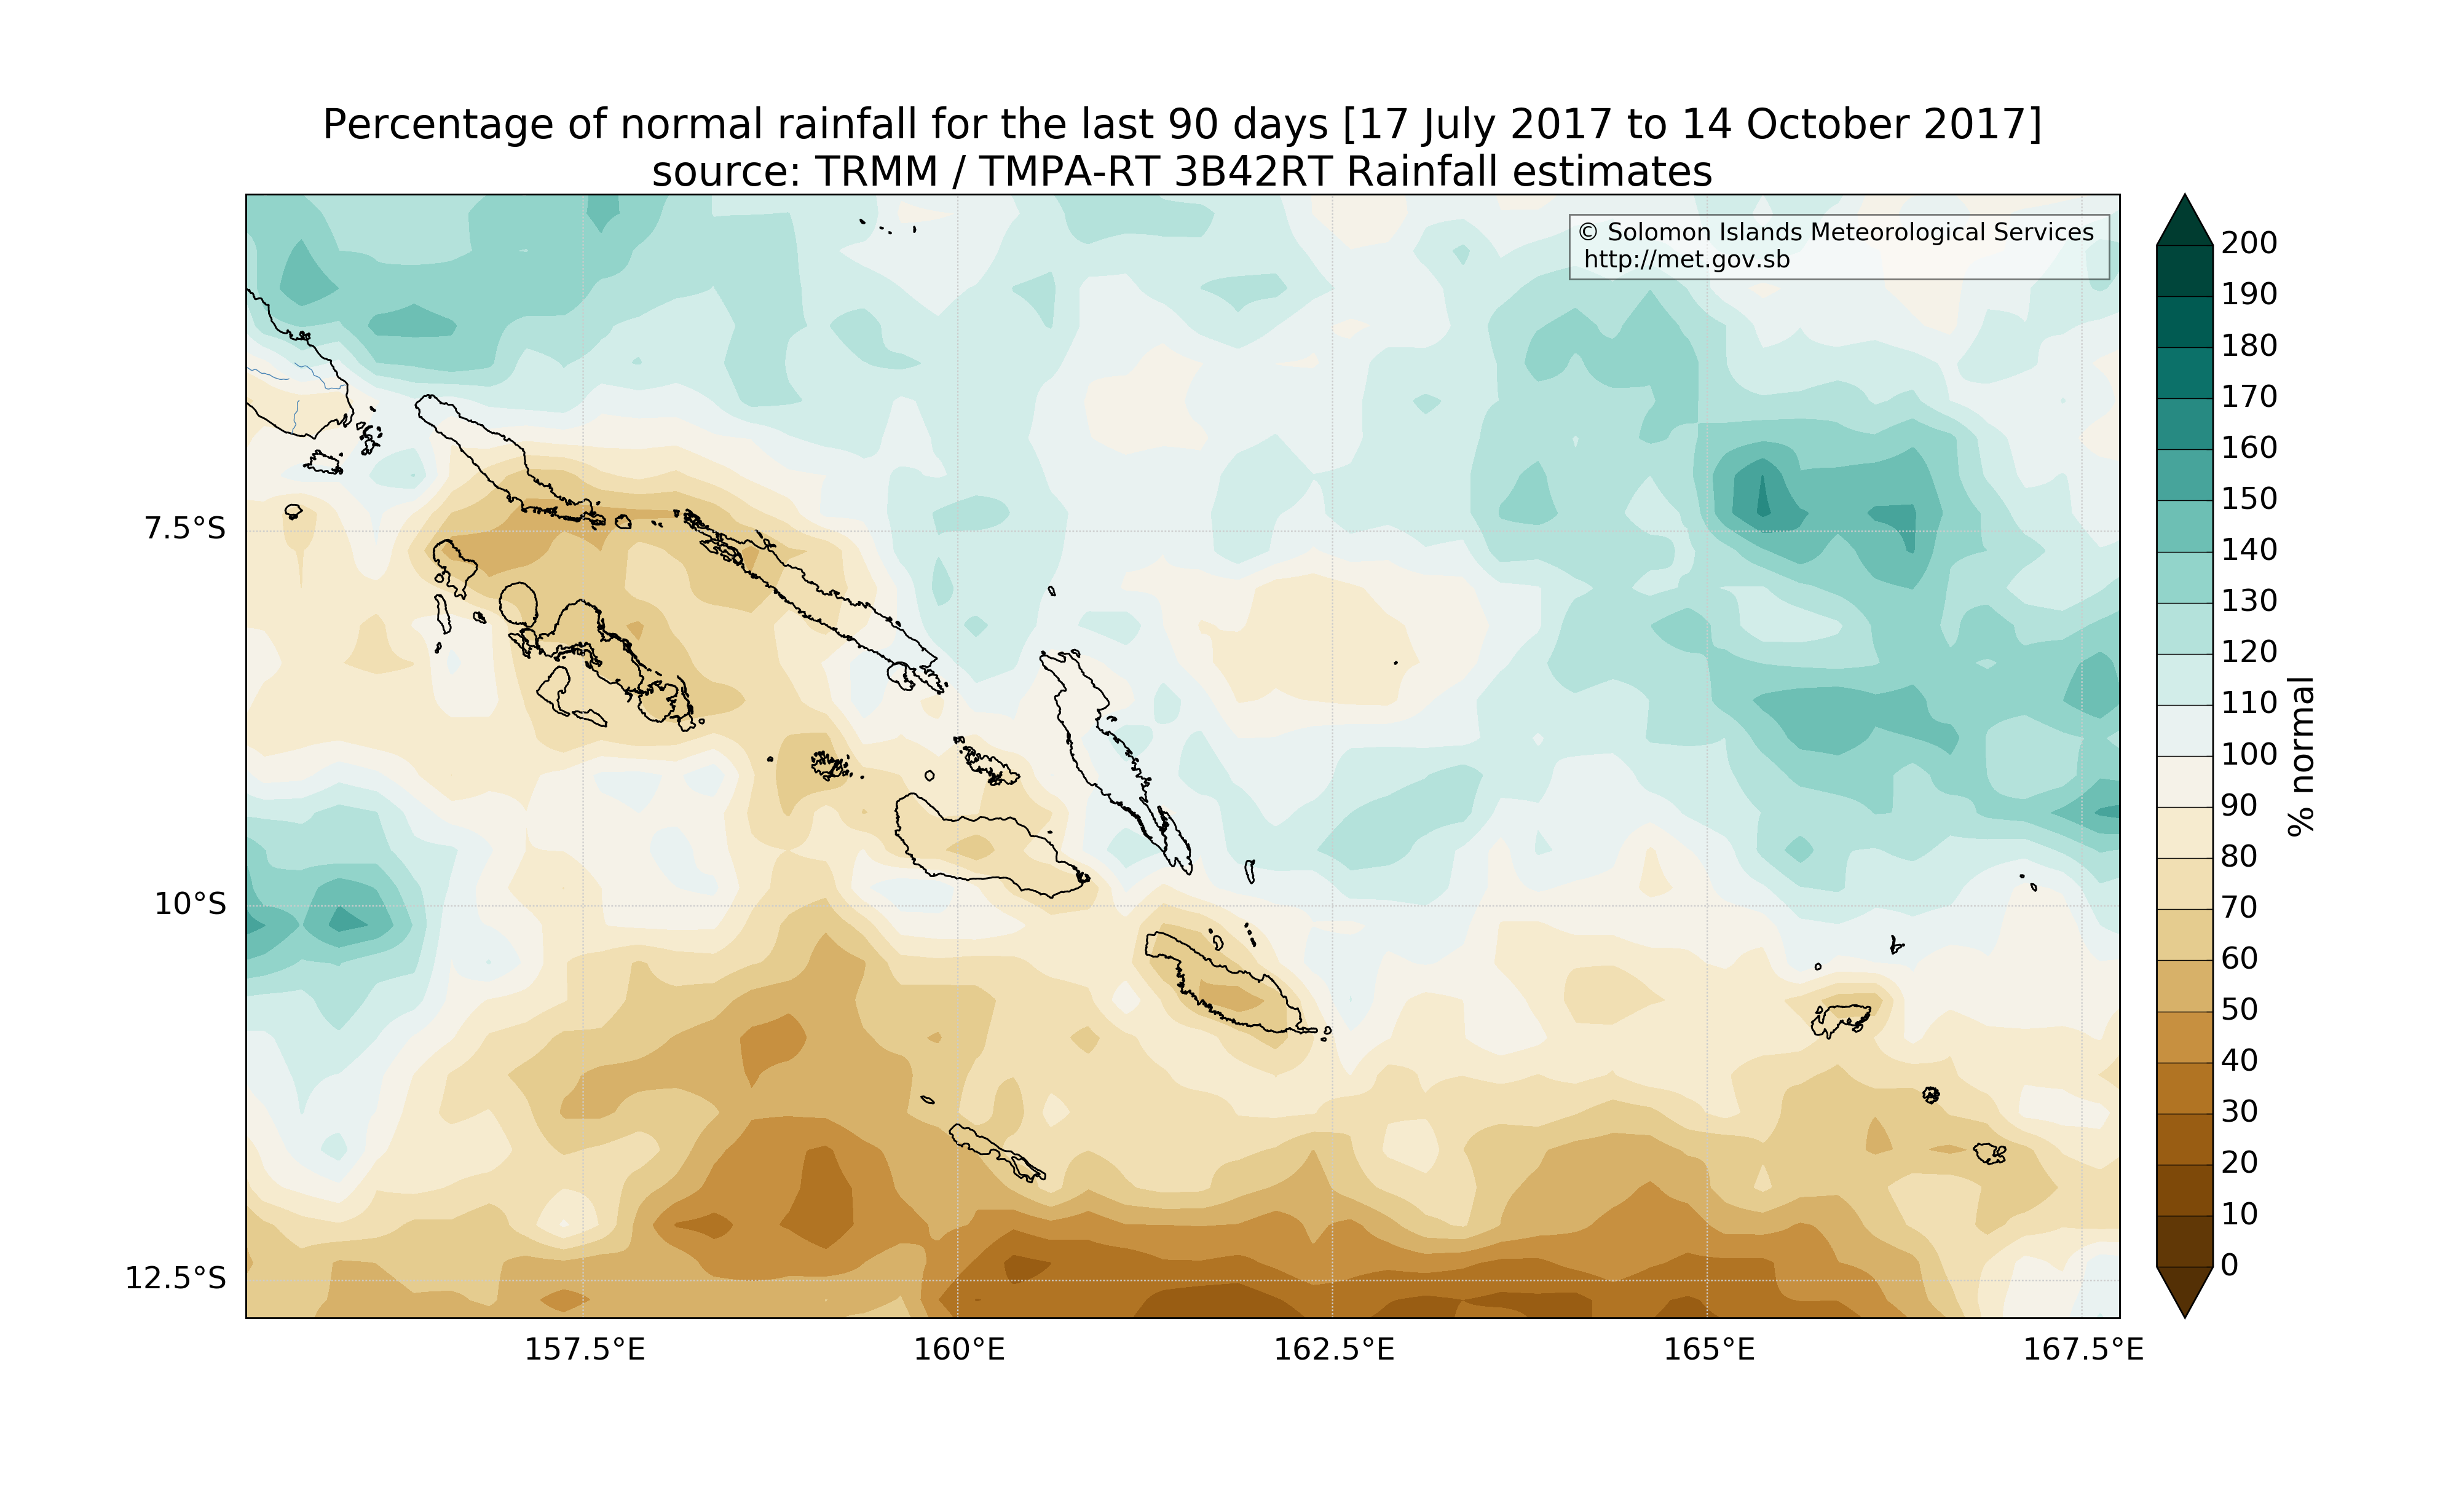 Percentage of normal rainfall for the last 90 days [17 July 2017 to 14 October 2017]
source: TRMM / TMPA-RT 3B42RT Rainfall estimates
© Solomon Islands Meteorological Services
http://met.gov.sb
7.5°S
10°S
12.5°S
157.5°E
160°E
162.5°E
165°E
167.5°E
200
190
180
170
160
150
140
130
120
110
100
90
80
70
60
50
40
30
20
10
0
% normal